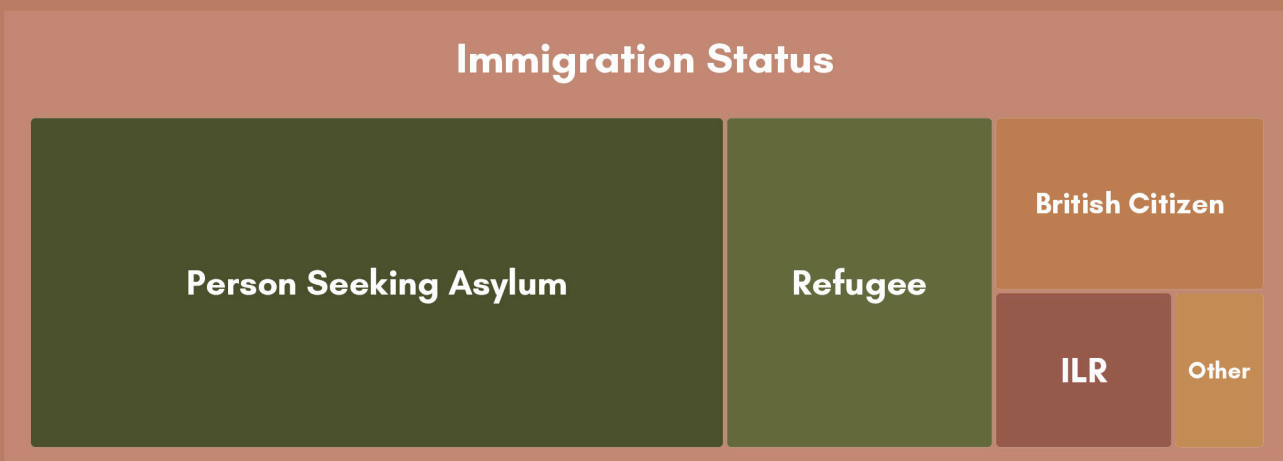 Immigration Status
Person Seeking Asylum
Refugee
British Citizen
ILR
Other